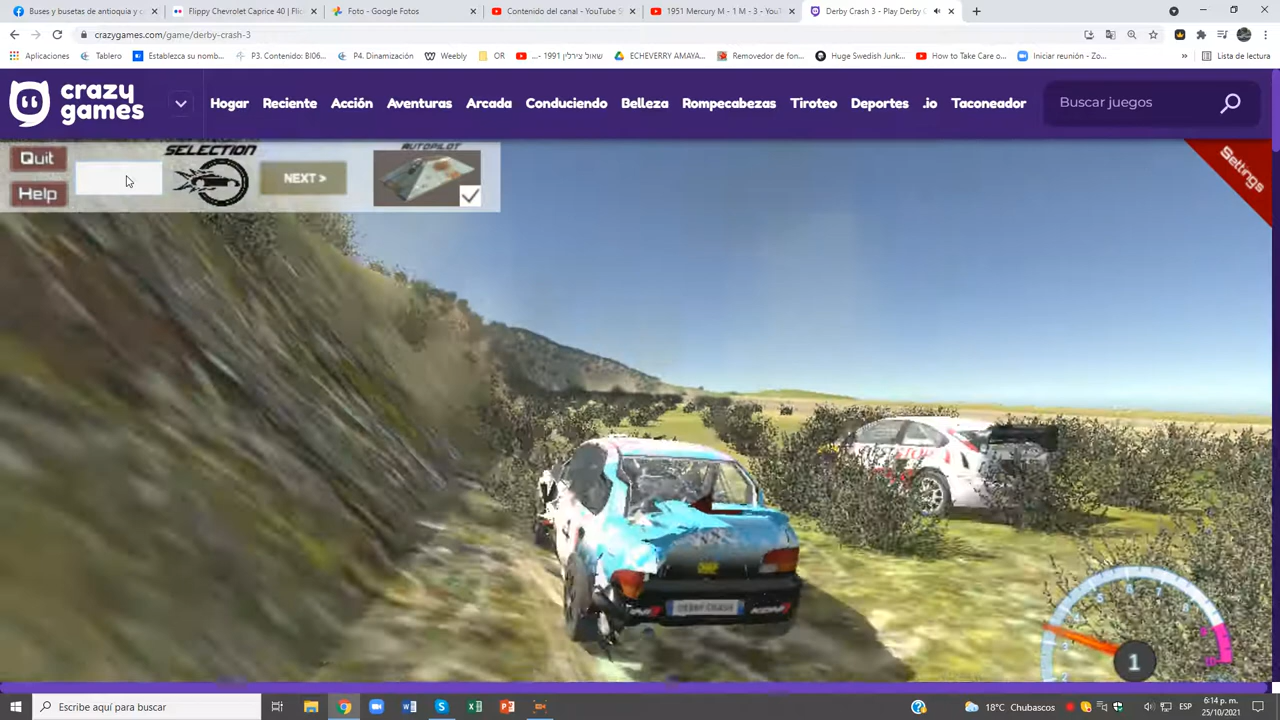 Buses y busetas de antioquia y c
Flippy Chevrolet Caprice 40 | Flic
Foto - Google Fotos
Contenido del canal - YouTube S
1951 Mercury M - 1 M - 3 - YouT
Derby Crash 3 - Play Derby C
crazygames.com/game/derby-crash-3
Aplicaciones
Tablero
Establezca su nomb...
P3. Contenido: BI06...
P4. Dinamización
Weebly
OR
ECHEVERRY AMAYA...
Removedor de fon...
Huge Swedish Junk...
How to Take Care o...
Iniciar reunión - Zo...
»
Lista de lectura
crazy games
Hogar
Reciente
Acción
Aventuras
Arcada
Conduciendo
Belleza
Rompecabezas
Tiroteo
Deportes
.io
Taconeador
Buscar juegos
Quit
Help
SELECTION
NEXT >
AUTOPILOT
Settings
DERBY CRASH
1
Escribe aquí para buscar
18°C Chubascos
ESP
6:14 p. m.
25/10/2021